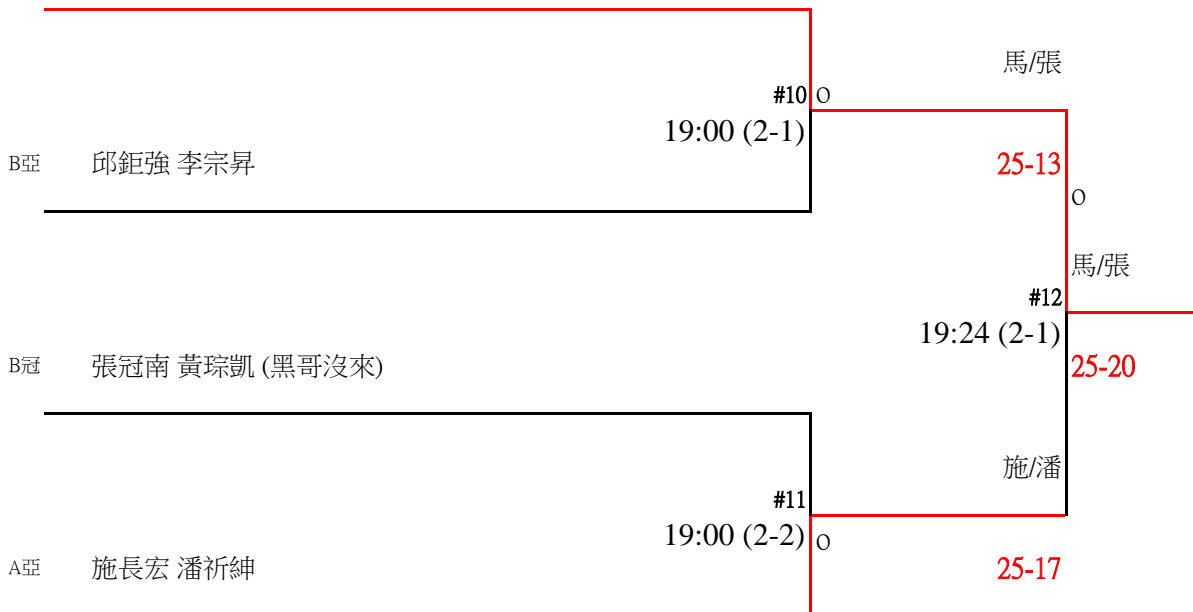 馬/張
#10 O
19:00 (2-1)
B亞 邱鉅強 李宗昇
25-13
O
馬/張
#12
19:24 (2-1)
B冠 張冠南 黃琮凱 (黑哥沒來)
25-20
施/潘
#11
19:00 (2-2) O
A亞 施長宏 潘祈紳
25-17